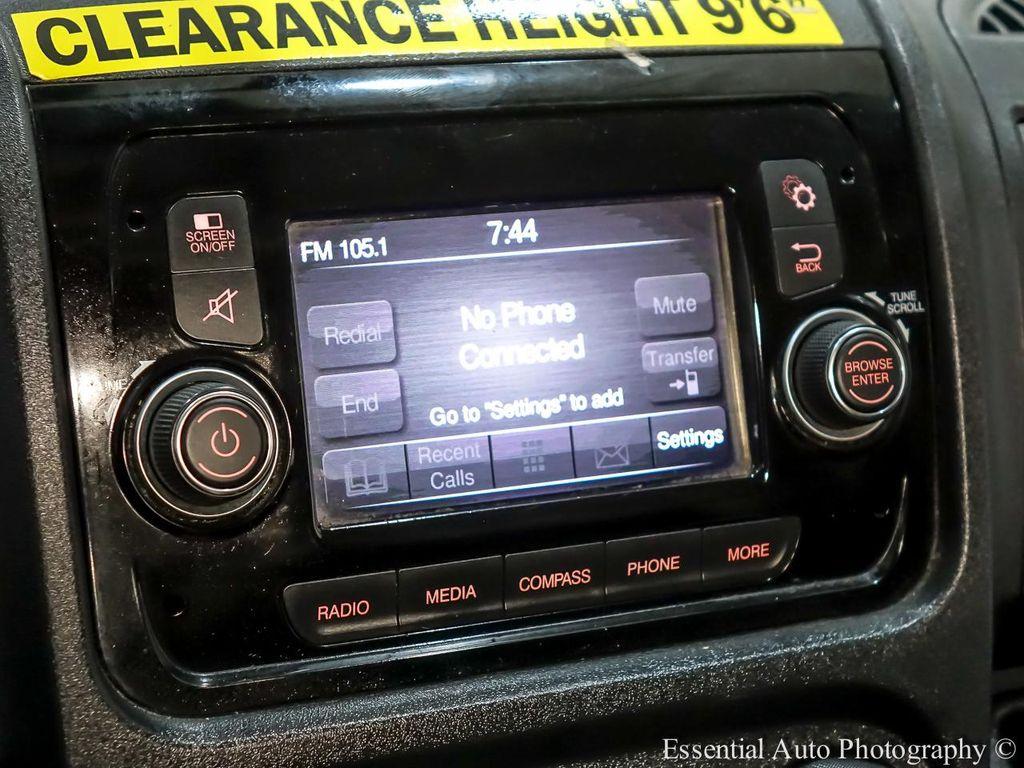 CLEARANCE HEIGHT 9'6"
SCREEN
ON/OFF
BACK
TUNE
SCROLL
BROWSE
ENTER
FM 105.1
7:44
Redial
No Phone
Connected
Mute
Transfer
End
Go to "Settings" to add
Recent
Calls
Settings
RADIO
MEDIA
COMPASS
PHONE
MORE
Essential Auto Photography ©